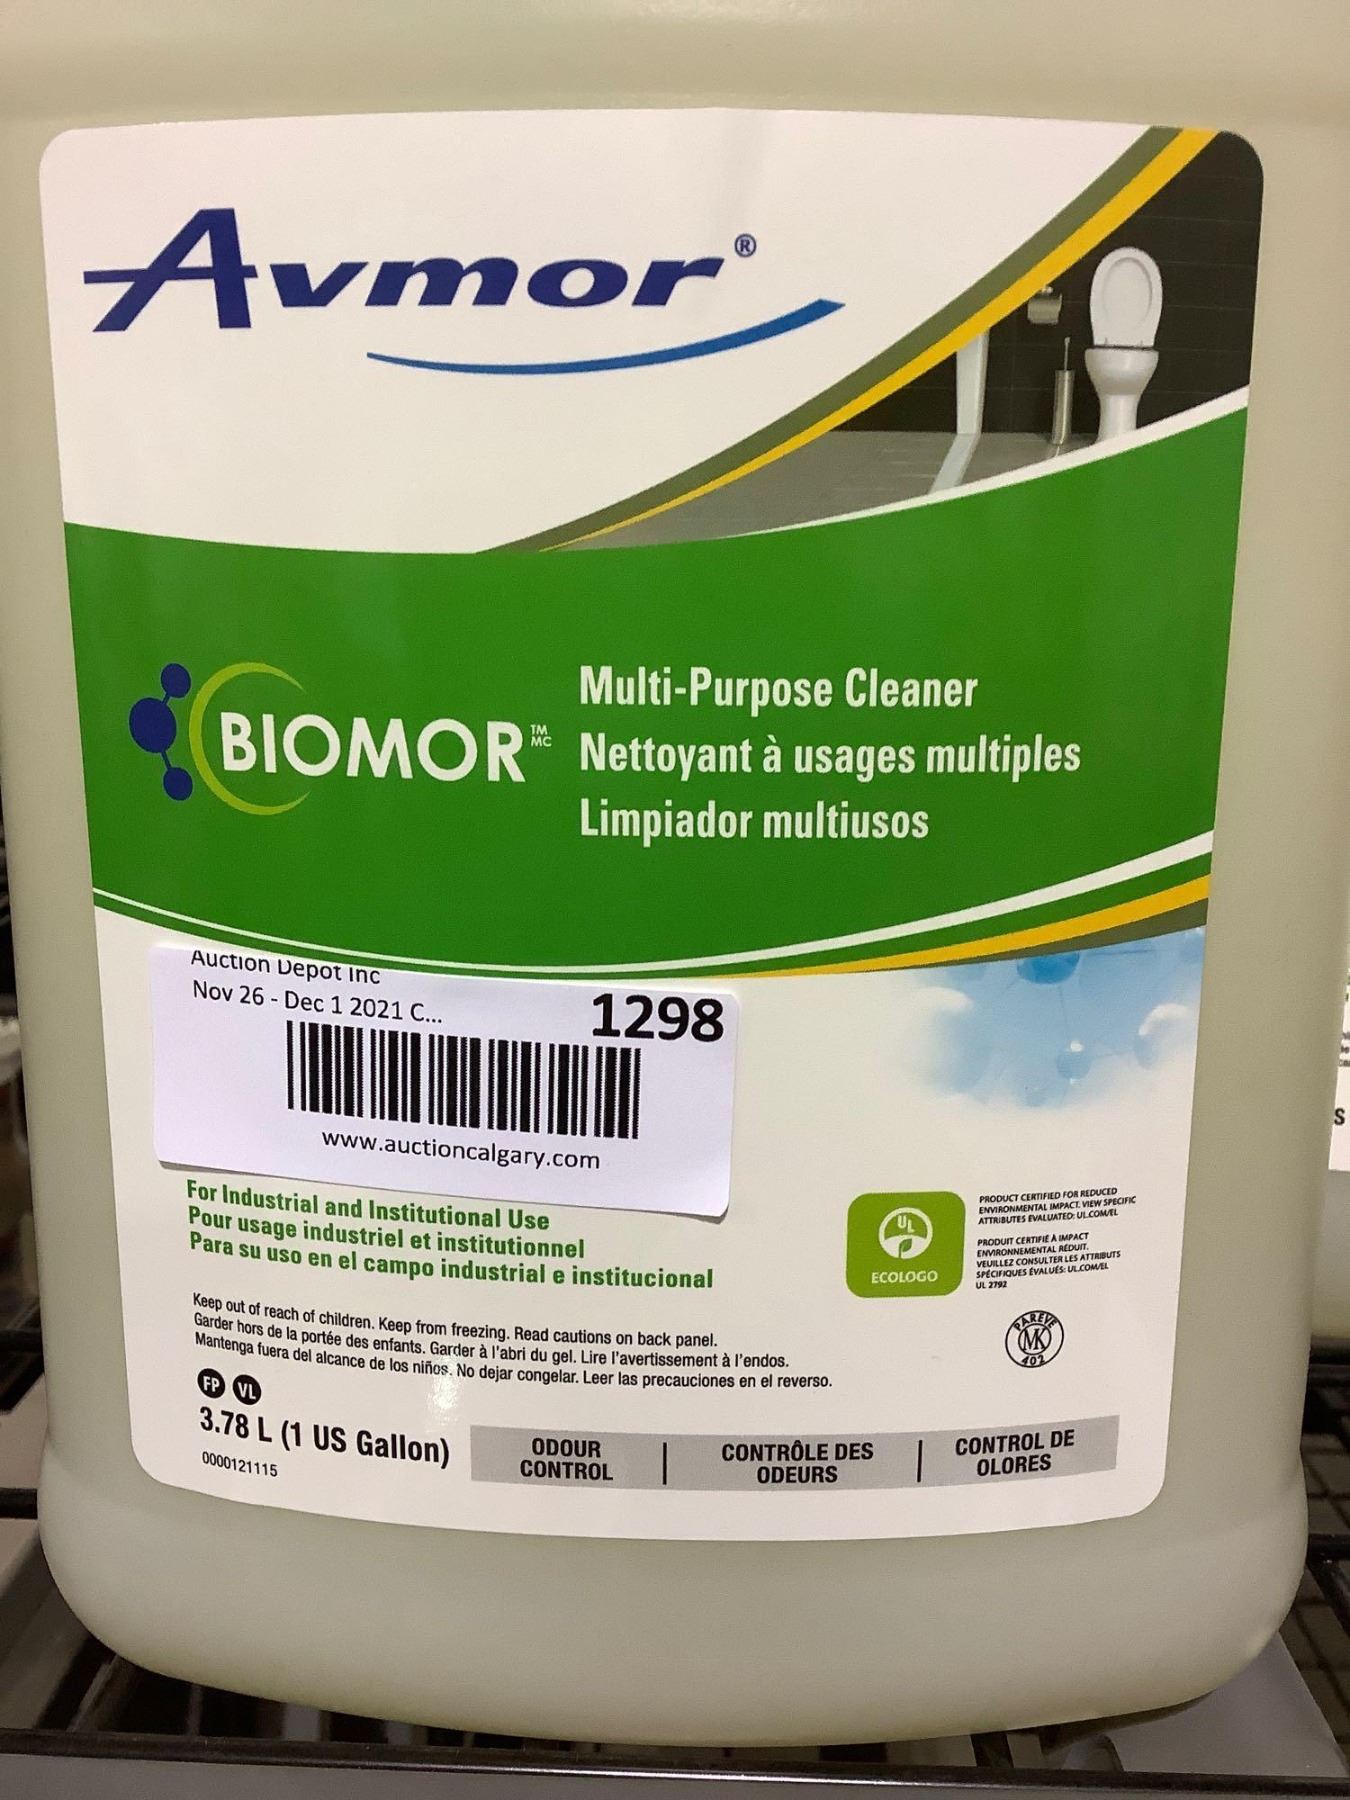 Avmor®
BIOMOR™ MC
Multi-Purpose Cleaner
Nettoyant à usages multiples
Limpiador multiusos
Auction Depot Inc
Nov 26 - Dec 1 2021 C...
1298
www.auctioncalgary.com
For Industrial and Institutional Use
Pour usage industriel et institutionnel
Para su uso en el campo industrial e institucional
UL
ECOLOGO
PRODUCT CERTIFIED FOR REDUCED
ENVIRONMENTAL IMPACT. VIEW SPECIFIC
ATTRIBUTES EVALUATED: UL.COM/EL
PRODUIT CERTIFIÉ À IMPACT
ENVIRONNEMENTAL RÉDUIT.
VEUILLEZ CONSULTER LES ATTRIBUTS
SPÉCIFIQUES ÉVALUÉS: UL.COM/EL
UL 2792
Keep out of reach of children. Keep from freezing. Read cautions on back panel.
Garder hors de la portée des enfants. Garder à l'abri du gel. Lire l'avertissement à l'endos.
Mantenga fuera del alcance de los niños. No dejar congelar. Leer las precauciones en el reverso.
PAREVE
MK
402
FP VL
3.78 L (1 US Gallon)
0000121115
ODOUR
CONTROL
CONTRÔLE DES
ODEURS
CONTROL DE
OLORES